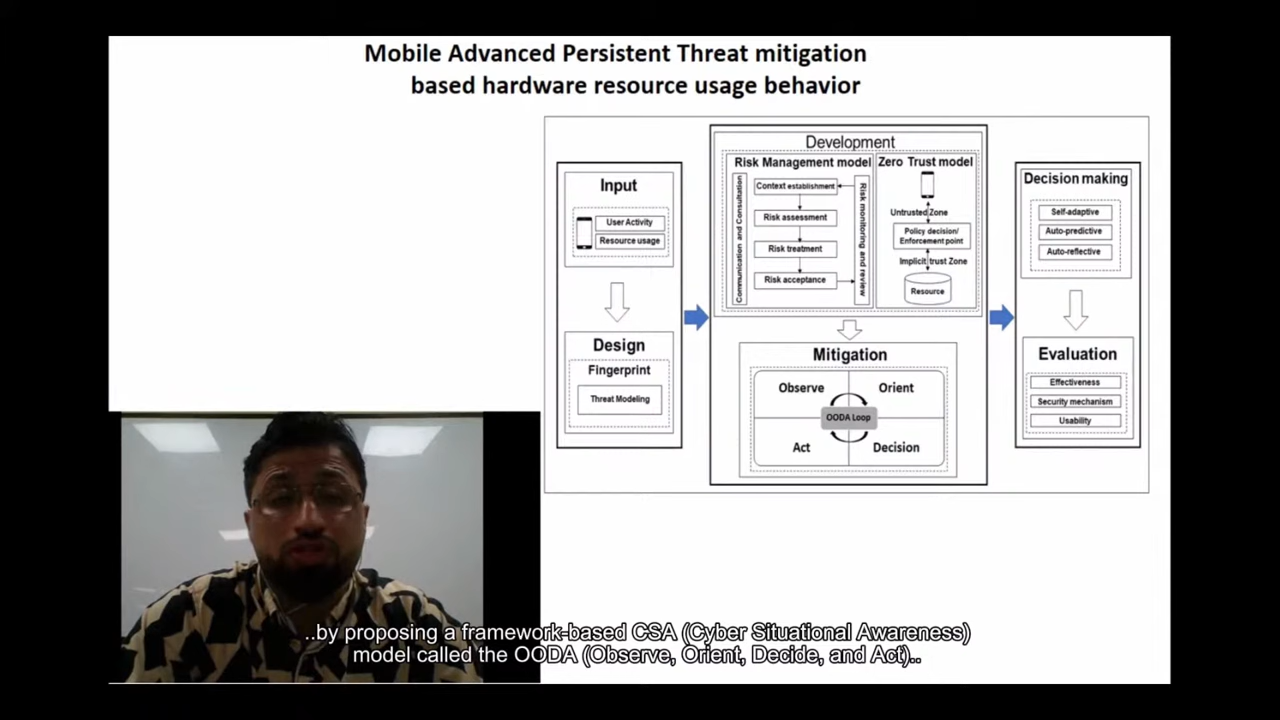 Mobile Advanced Persistent Threat mitigation
based hardware resource usage behavior
Input
User Activity
Resource usage
Design
Fingerprint
Threat Modeling
Development
Risk Management model
Communication and Consultation
Context establishment
Risk assessment
Risk treatment
Risk acceptance
Risk monitoring and review
Zero Trust model
Untrusted Zone
Policy decision/
Enforcement point
Implicit trust Zone
Resource
Mitigation
Observe
Orient
OODA Loop
Act
Decision
Decision making
Self-adaptive
Auto-predictive
Auto-reflective
Evaluation
Effectiveness
Security mechanism
Usability
..by proposing a framework-based CSA (Cyber Situational Awareness)
model called the OODA (Observe, Orient, Decide, and Act)..